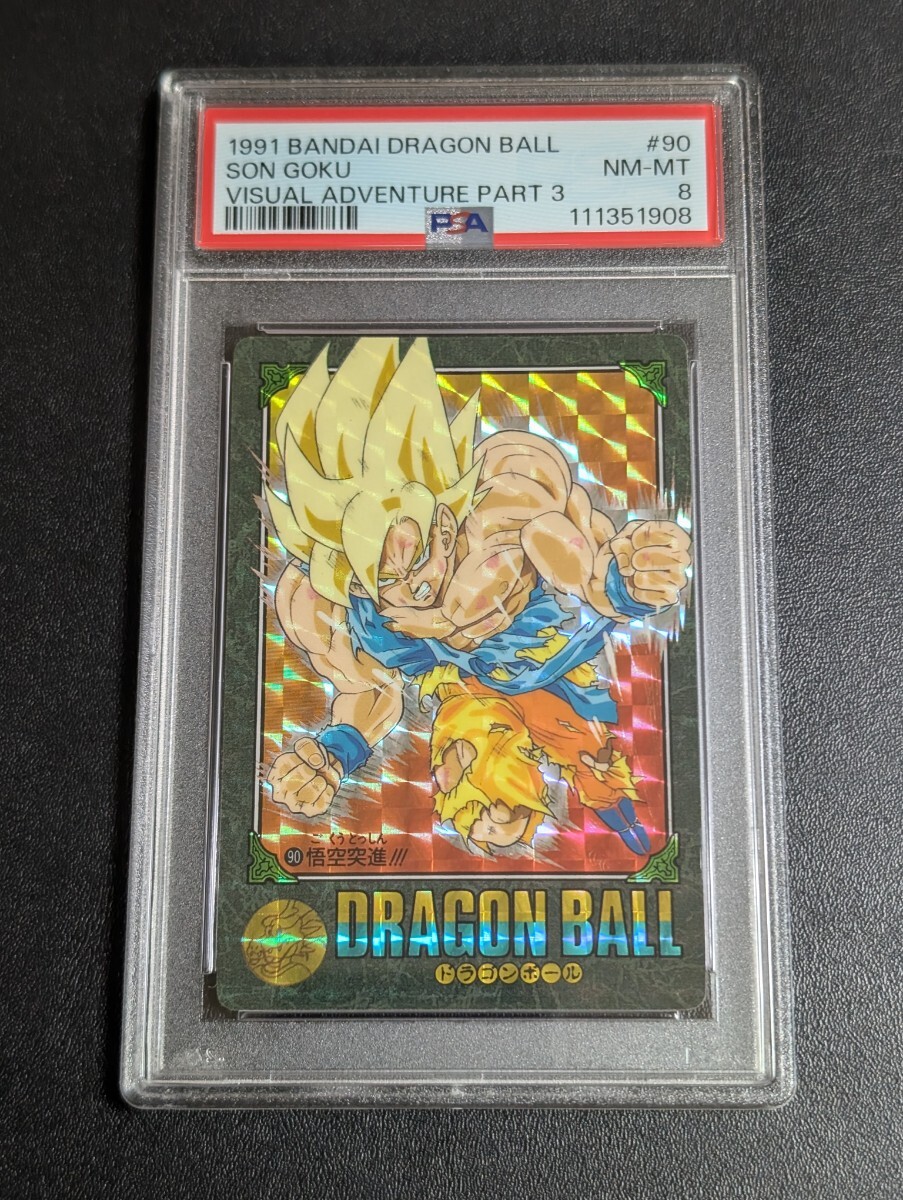 1991 BANDAI DRAGON BALL #90
SON GOKU NM-MT
VISUAL ADVENTURE PART 3 8
PSA 111351908
ごくうとっしん
90 悟空突進!!!
DRAGON BALL
ドラゴンボール